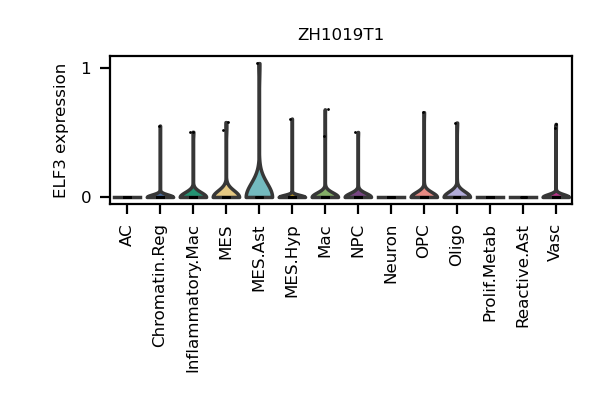 ZH1019T1
ELF3 expression
1
0
AC
Chromatin.Reg
Inflammatory.Mac
MES
MES.Ast
MES.Hyp
Mac
NPC
Neuron
OPC
Oligo
Prolif.Metab
Reactive.Ast
Vasc